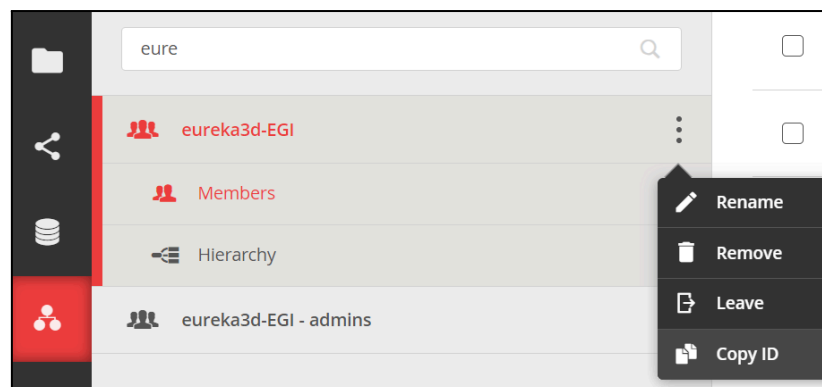 eure
eureka3d-EGI
Members
Hierarchy
eureka3d-EGI - admins
Rename
Remove
Leave
Copy ID